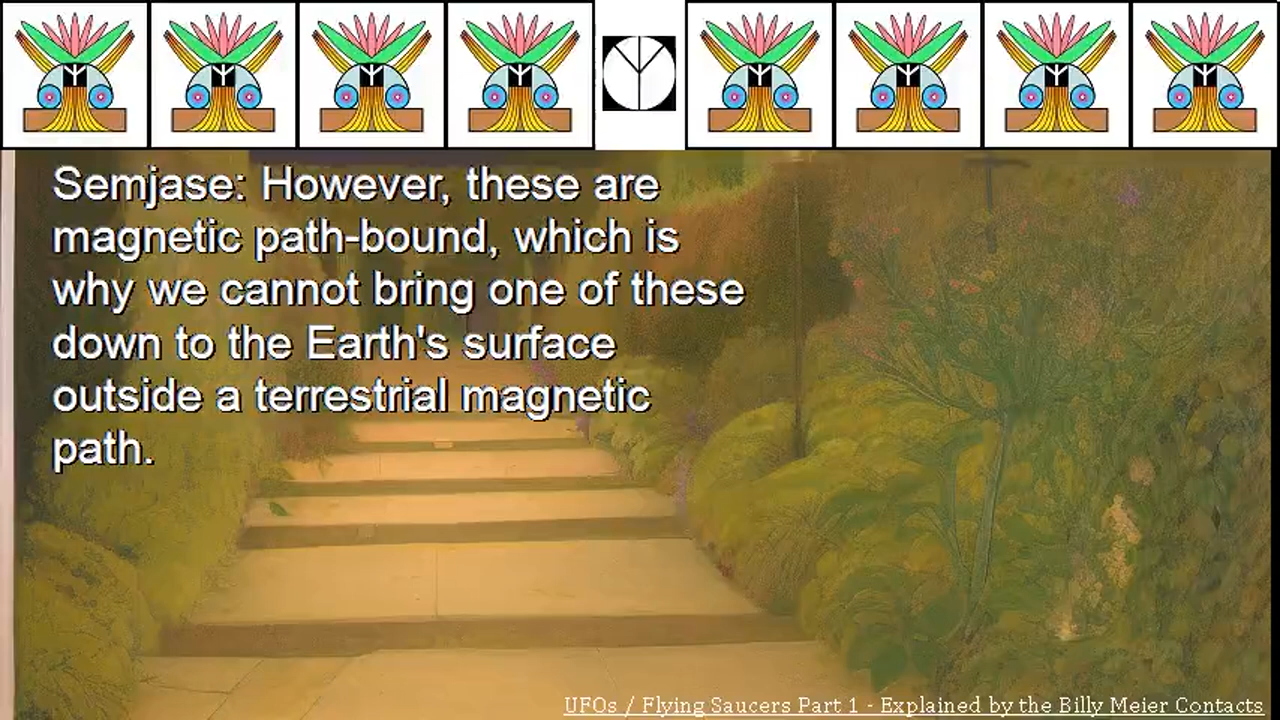 Semjase: However, these are
magnetic path-bound, which is
why we cannot bring one of these
down to the Earth's surface
outside a terrestrial magnetic
path.
UFOs / Flying Saucers Part 1 - Explained by the Billy Meier Contacts